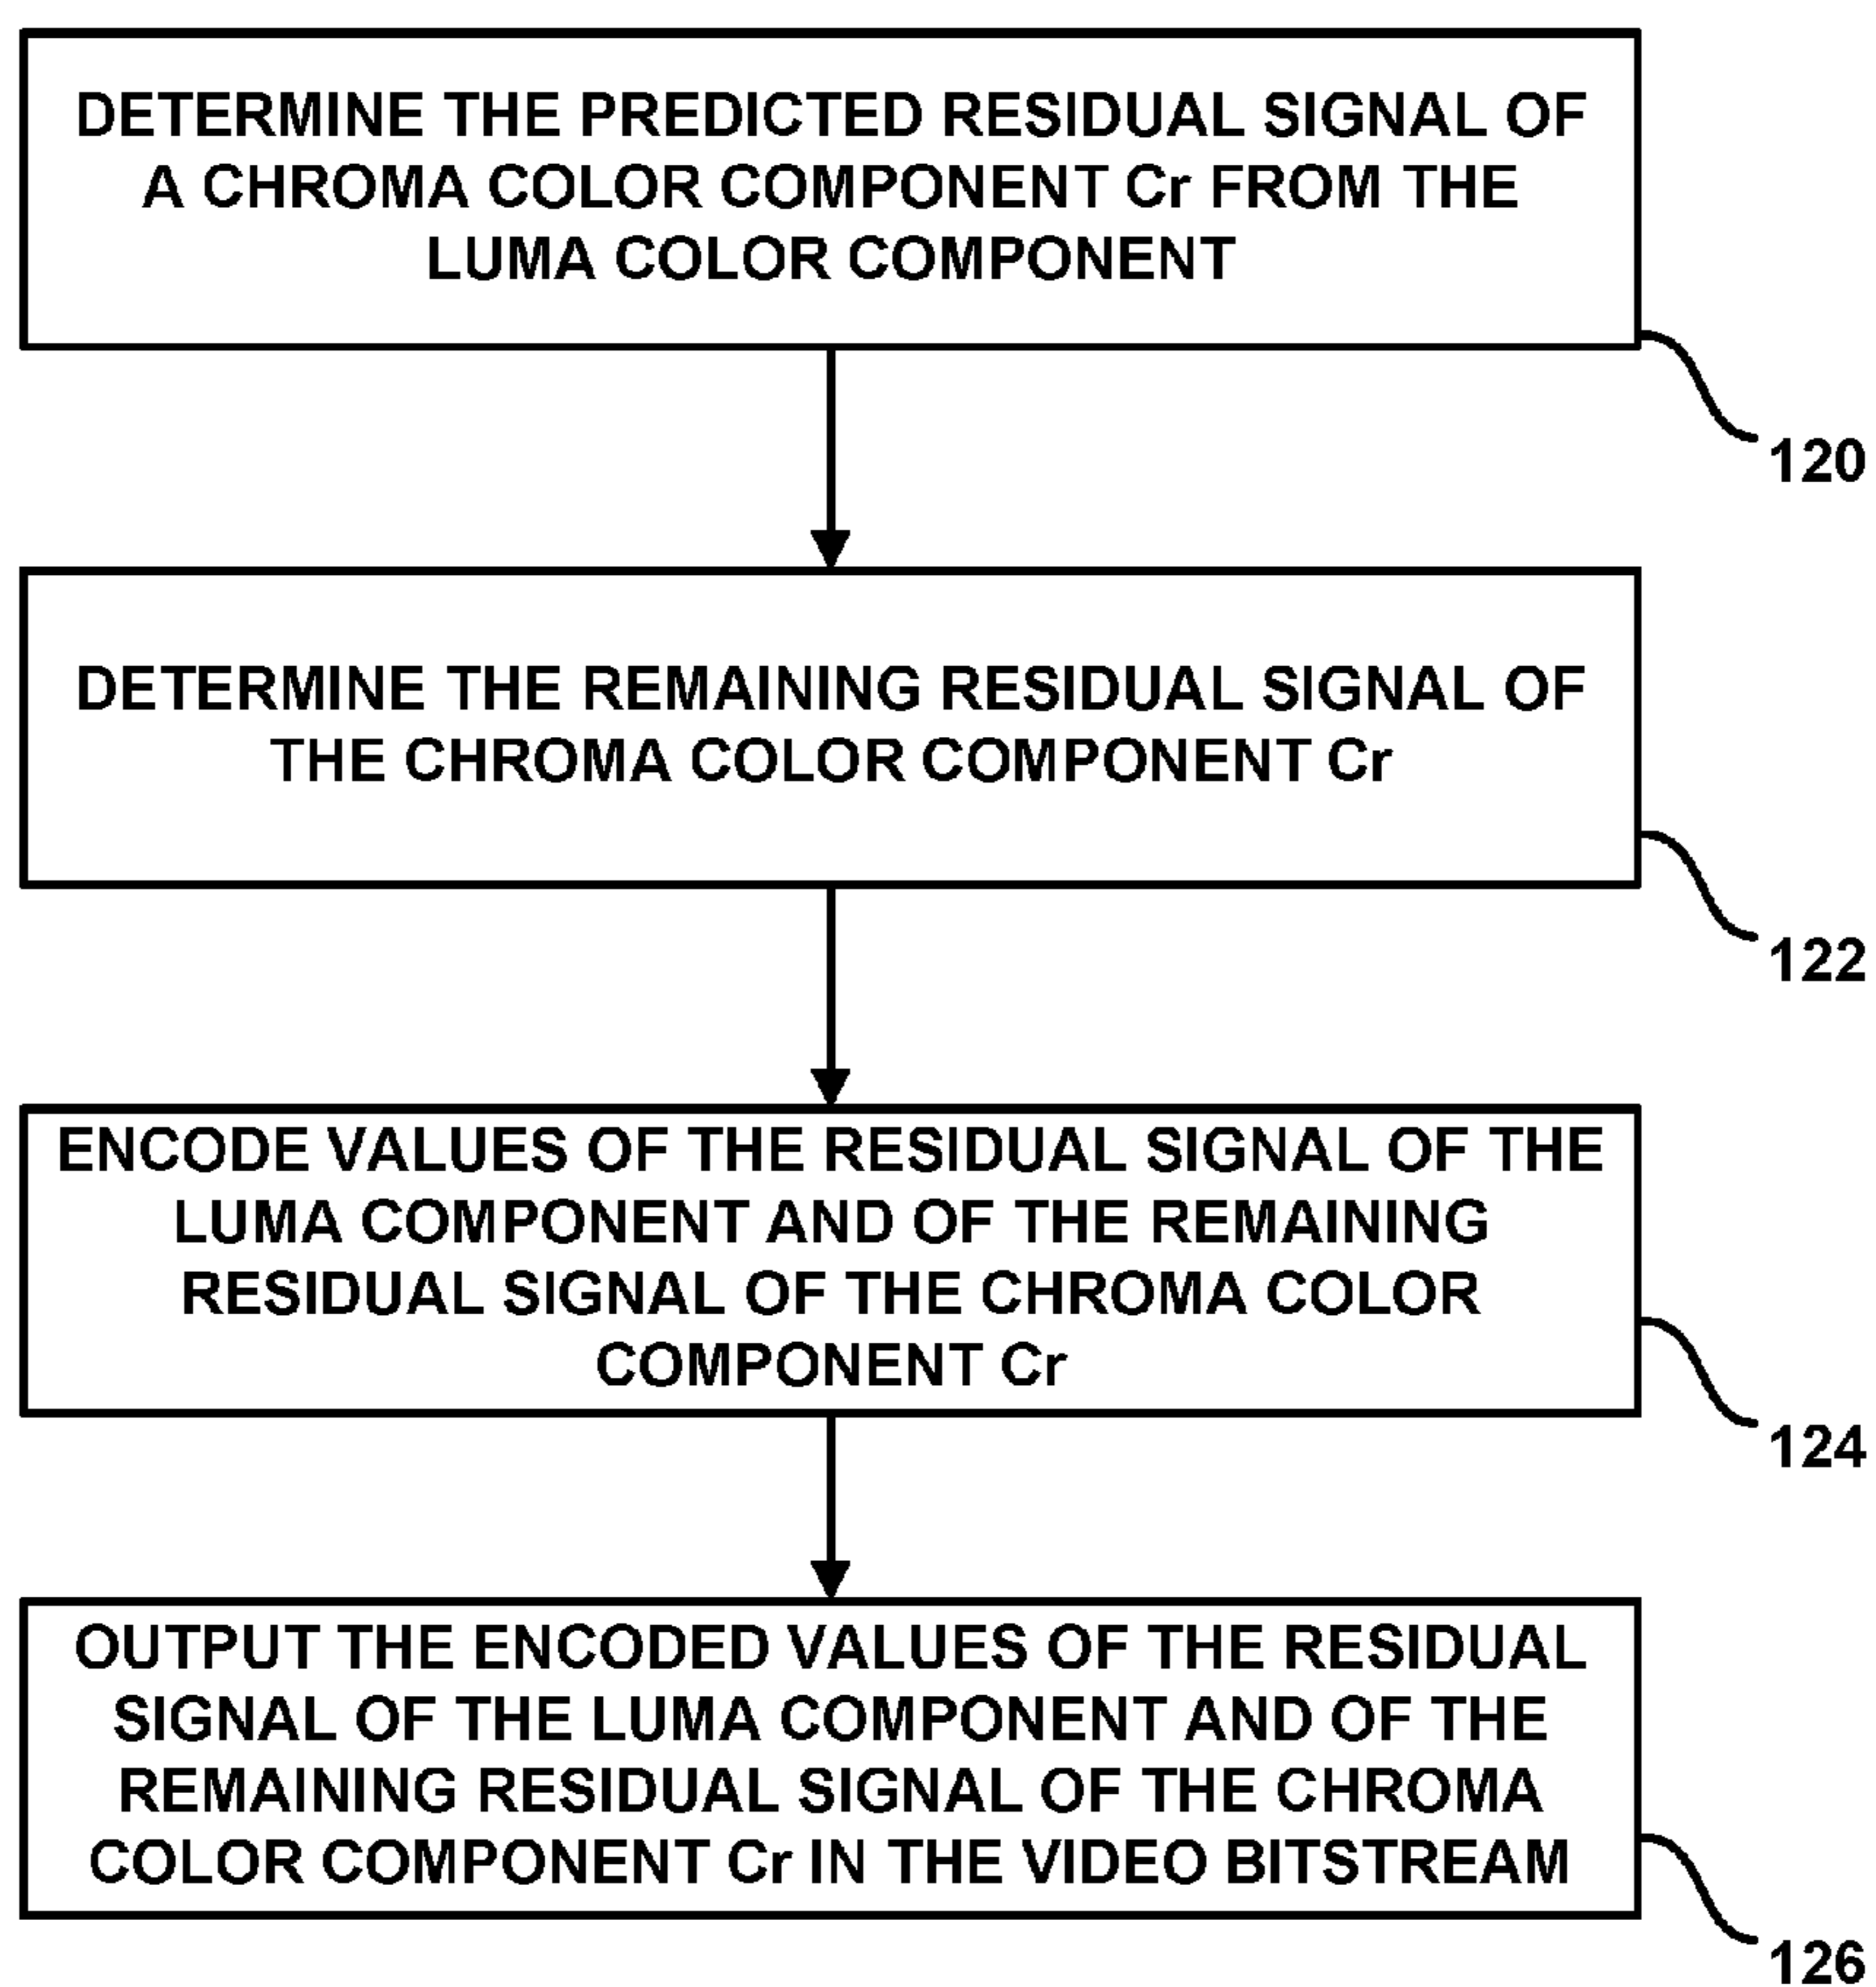 DETERMINE THE PREDICTED RESIDUAL SIGNAL OF
A CHROMA COLOR COMPONENT Cr FROM THE
LUMA COLOR COMPONENT
120
DETERMINE THE REMAINING RESIDUAL SIGNAL OF
THE CHROMA COLOR COMPONENT Cr
122
ENCODE VALUES OF THE RESIDUAL SIGNAL OF THE
LUMA COMPONENT AND OF THE REMAINING
RESIDUAL SIGNAL OF THE CHROMA COLOR
COMPONENT Cr
124
OUTPUT THE ENCODED VALUES OF THE RESIDUAL
SIGNAL OF THE LUMA COMPONENT AND OF THE
REMAINING RESIDUAL SIGNAL OF THE CHROMA
COLOR COMPONENT Cr IN THE VIDEO BITSTREAM
126